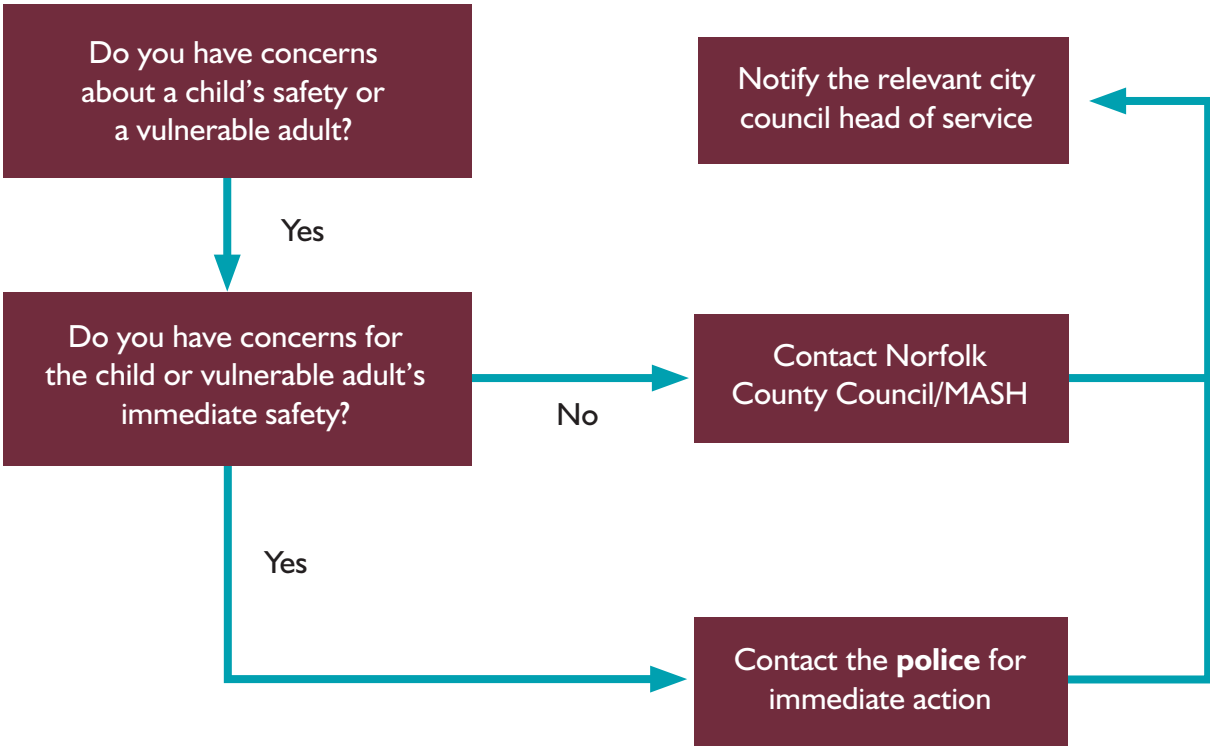 Do you have concerns
about a child's safety or
a vulnerable adult?
Notify the relevant city
council head of service
Yes
Do you have concerns for
the child or vulnerable adult's
immediate safety?
No
Contact Norfolk
County Council/MASH
Yes
Contact the police for
immediate action